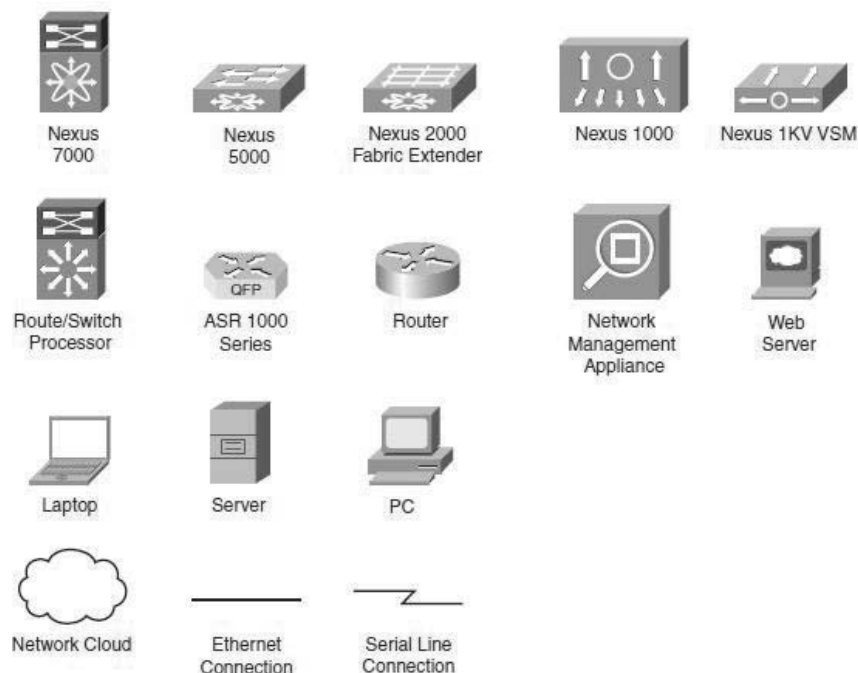 Nexus
7000
Nexus
5000
Nexus 2000
Fabric Extender
Nexus 1000
Nexus 1KV VSM
Route/Switch
Processor
QFP
ASR 1000
Series
Router
Network
Management
Appliance
Web
Server
Laptop
Server
PC
Network Cloud
Ethernet
Connection
Serial Line
Connection